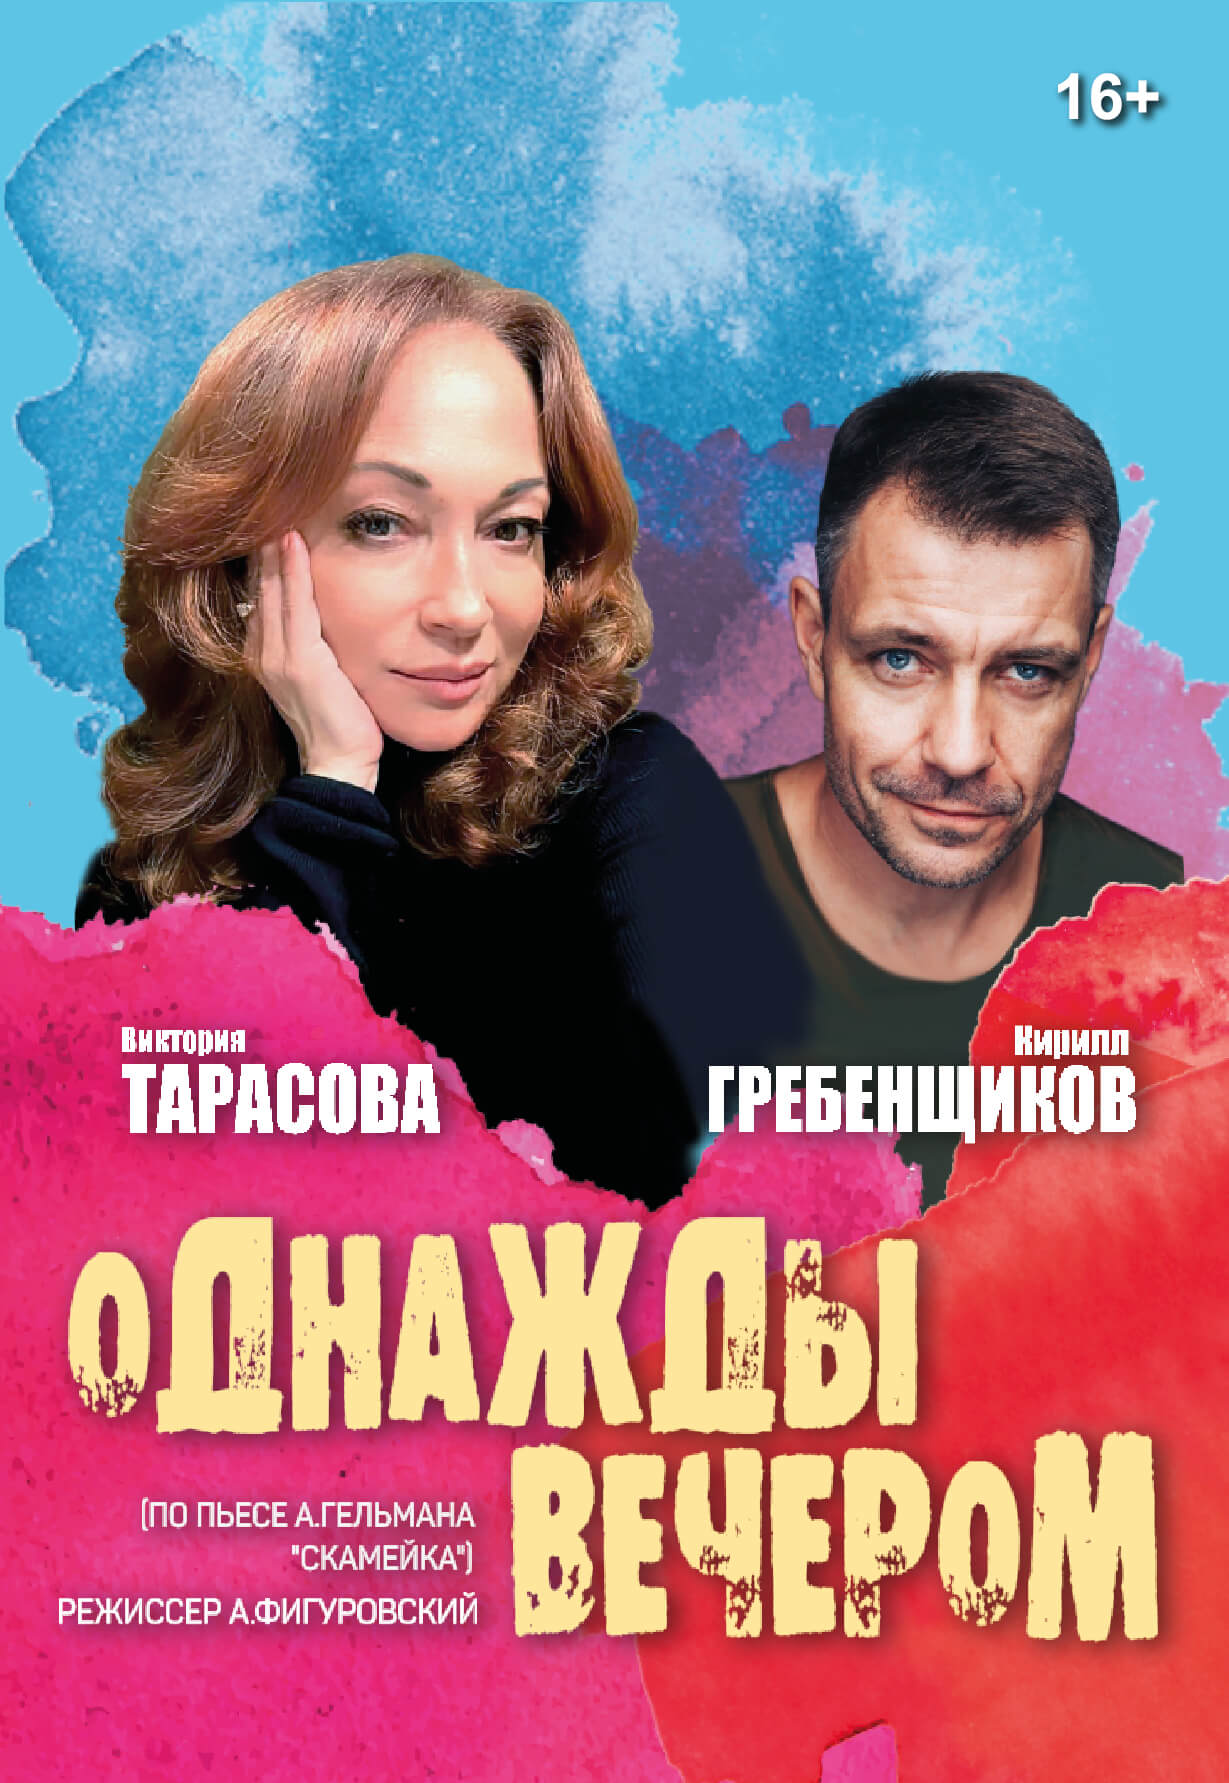 16+
Виктория
ТАРАСОВА
Кирилл
ГРЕБЕНЩИКОВ
ОДНАЖДЫ
ВЕЧЕРОМ
(ПО ПЬЕСЕ А.ГЕЛЬМАНА
"СКАМЕЙКА")
РЕЖИССЕР А.ФИГУРОВСКИЙ